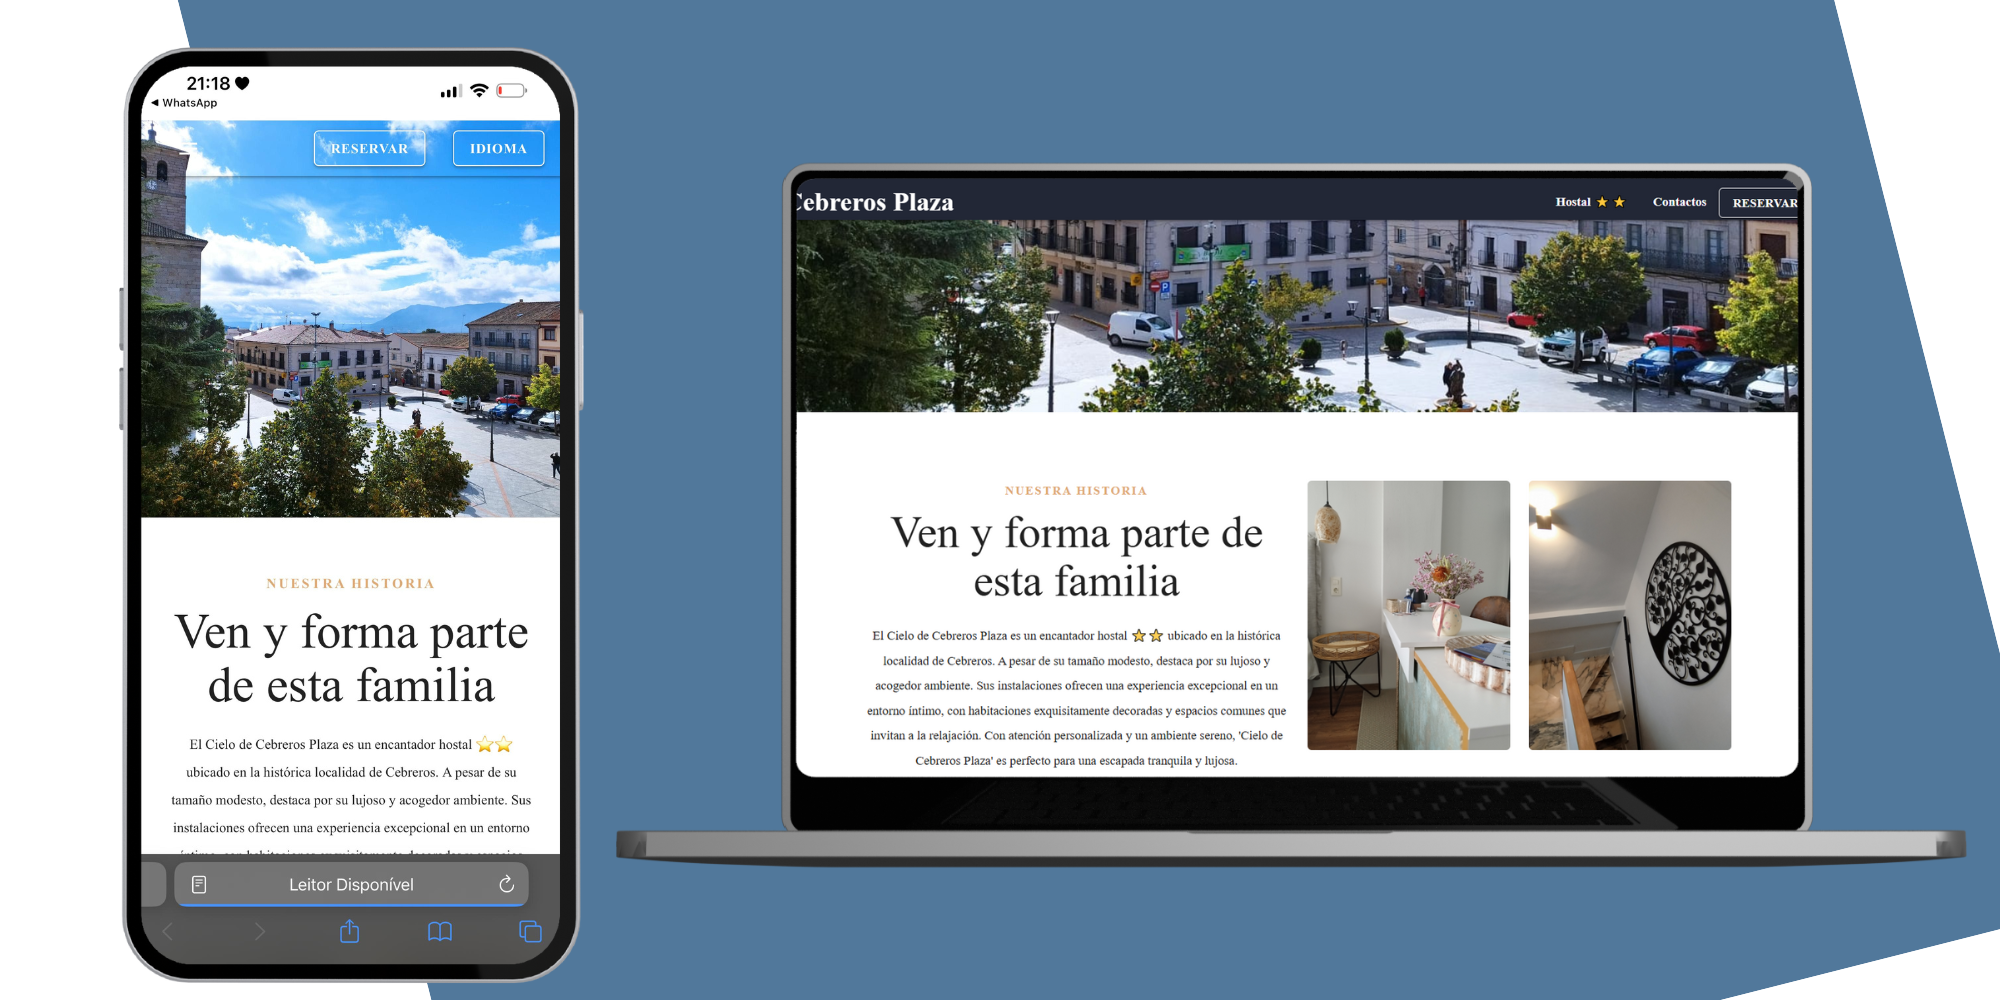 21:18
WhatsApp
RESERVAR
IDIOMA
NUESTRA HISTORIA
Ven y forma parte
de esta familia
El Cielo de Cebreros Plaza es un encantador hostal ⭐⭐
ubicado en la histórica localidad de Cebreros. A pesar de su
tamaño modesto, destaca por su lujoso y acogedor ambiente. Sus
instalaciones ofrecen una experiencia excepcional en un entorno
Leitor Disponível
Cebreros Plaza
Hostal ⭐ ⭐
Contactos
RESERVAR
NUESTRA HISTORIA
Ven y forma parte de
esta familia
El Cielo de Cebreros Plaza es un encantador hostal ⭐⭐ ubicado en la histórica
localidad de Cebreros. A pesar de su tamaño modesto, destaca por su lujoso y
acogedor ambiente. Sus instalaciones ofrecen una experiencia excepcional en un
entorno íntimo, con habitaciones exquisitamente decoradas y espacios comunes que
invitan a la relajación. Con atención personalizada y un ambiente sereno, 'Cielo de
Cebreros Plaza' es perfecto para una escapada tranquila y lujosa.